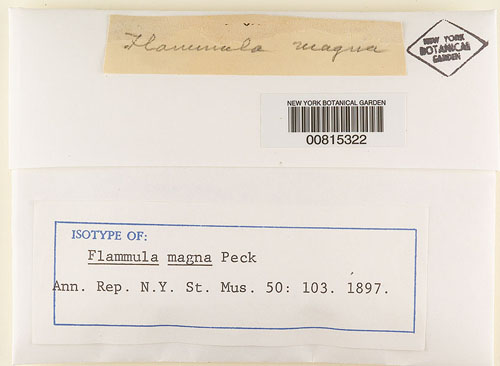 Flammula magna
NEW YORK
BOTANICAL
GARDEN
NEW YORK BOTANICAL GARDEN
00815322
ISOTYPE OF:
Flammula magna Peck
Ann. Rep. N.Y. St. Mus. 50: 103. 1897.